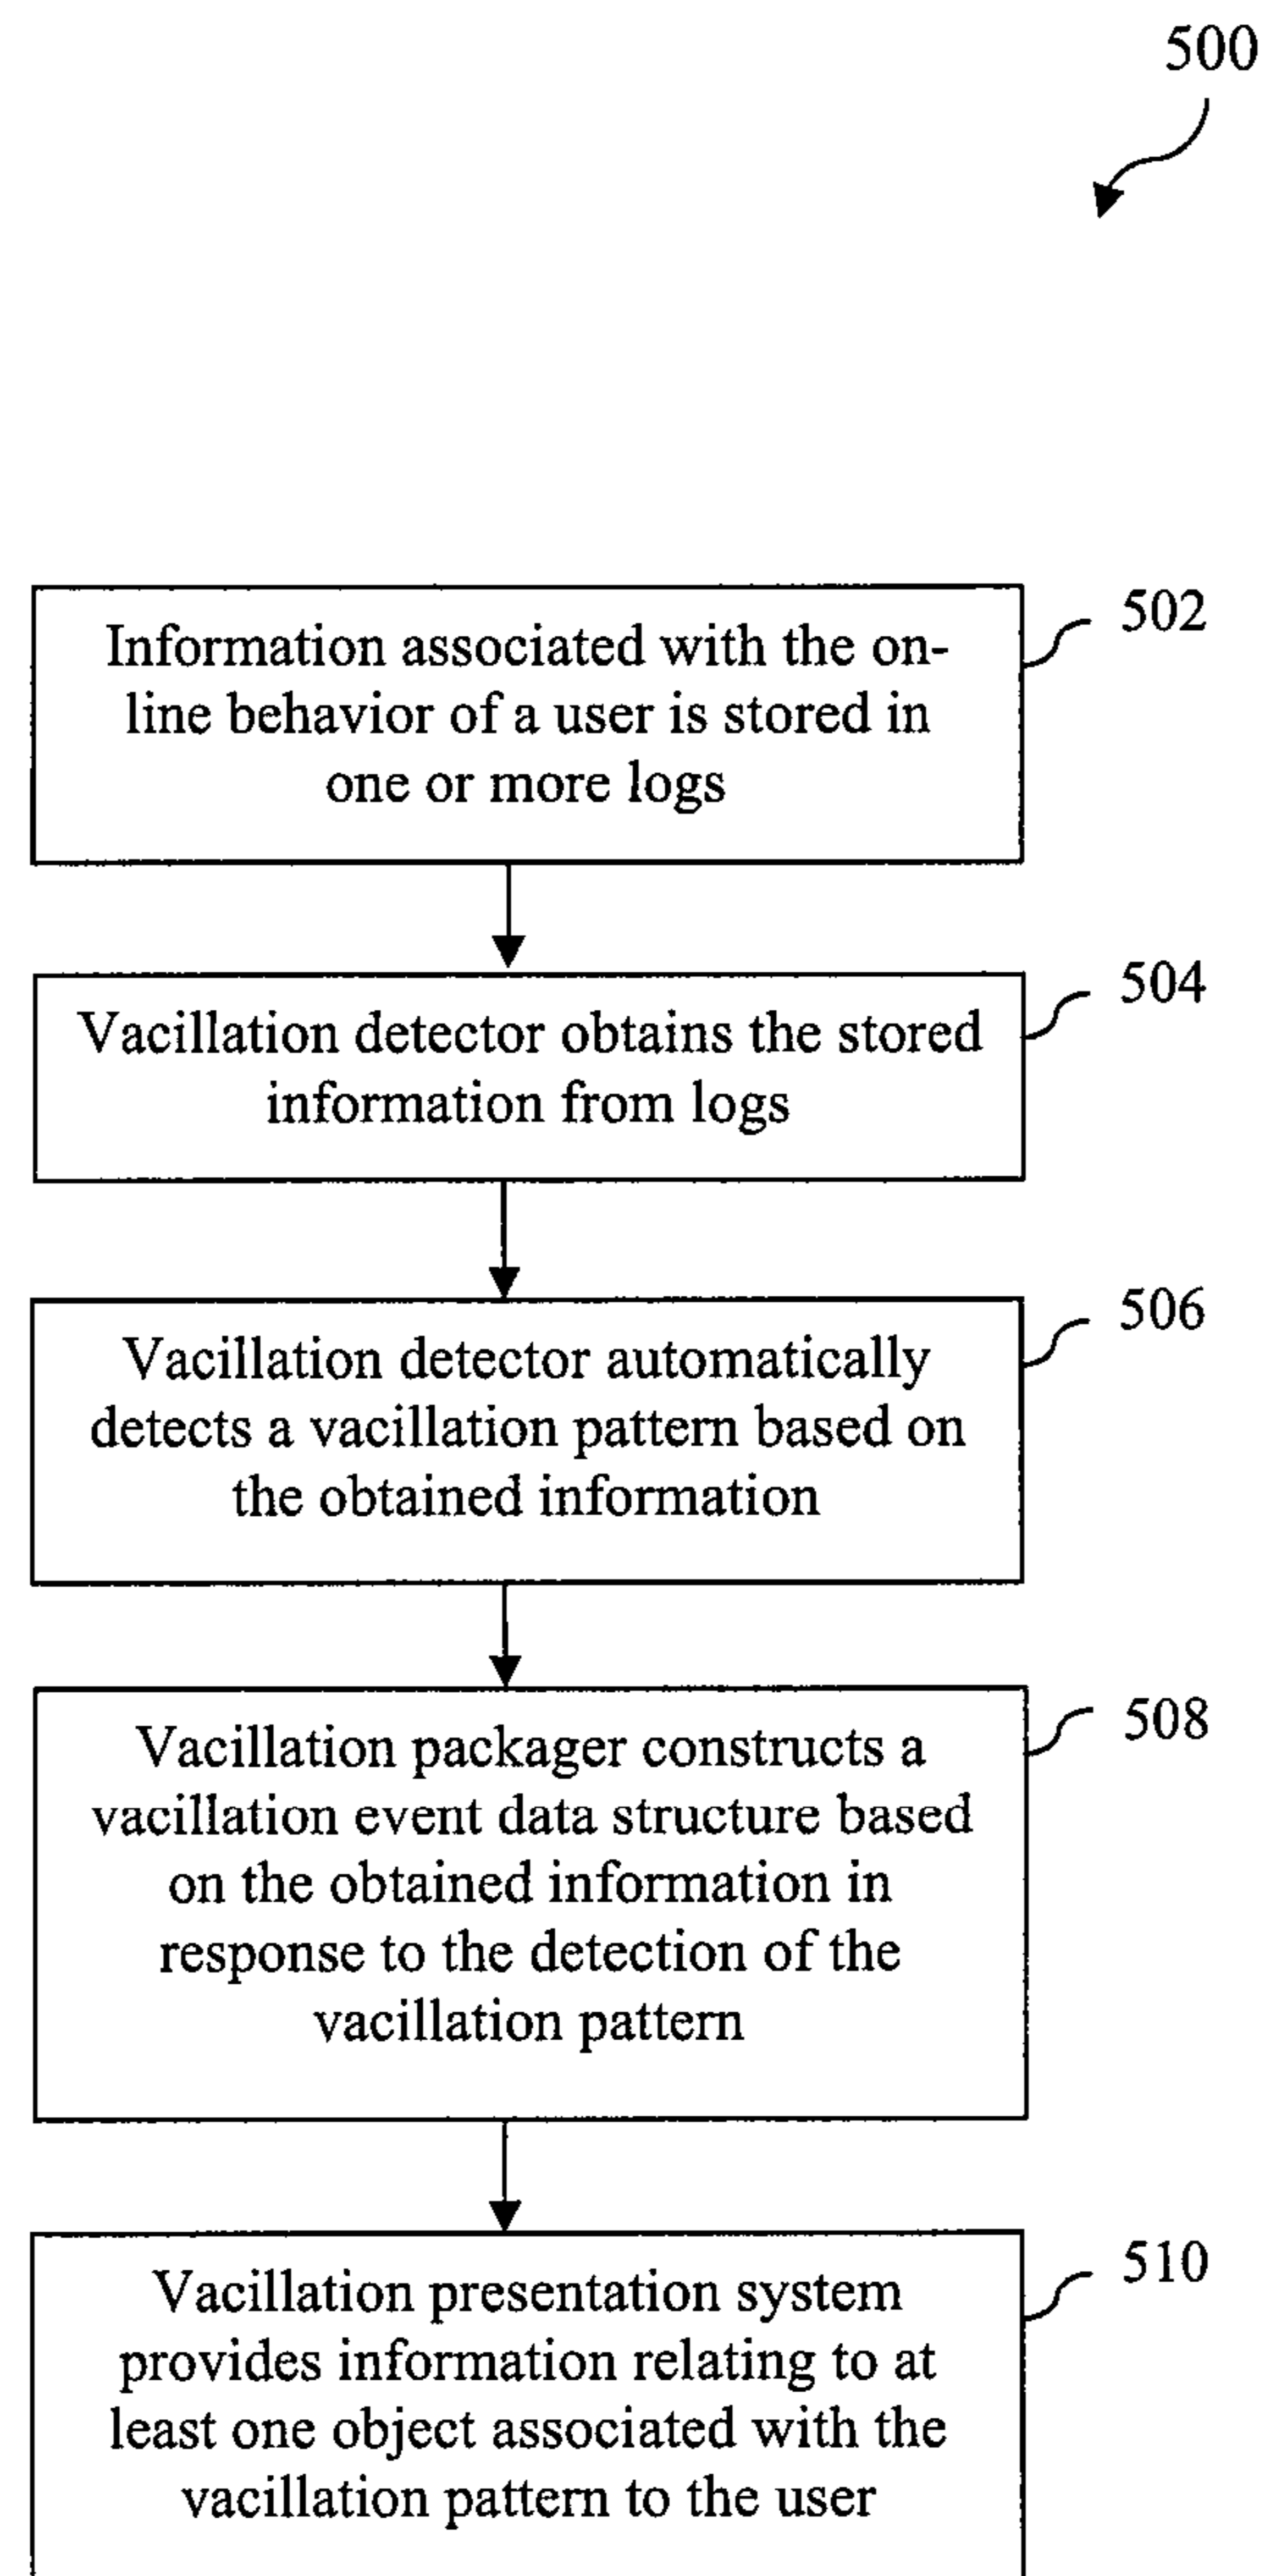 500
Information associated with the on-
line behavior of a user is stored in
one or more logs
502
Vacillation detector obtains the stored
information from logs
504
Vacillation detector automatically
detects a vacillation pattern based on
the obtained information
506
Vacillation packager constructs a
vacillation event data structure based
on the obtained information in
response to the detection of the
vacillation pattern
508
Vacillation presentation system
provides information relating to at
least one object associated with the
vacillation pattern to the user
510